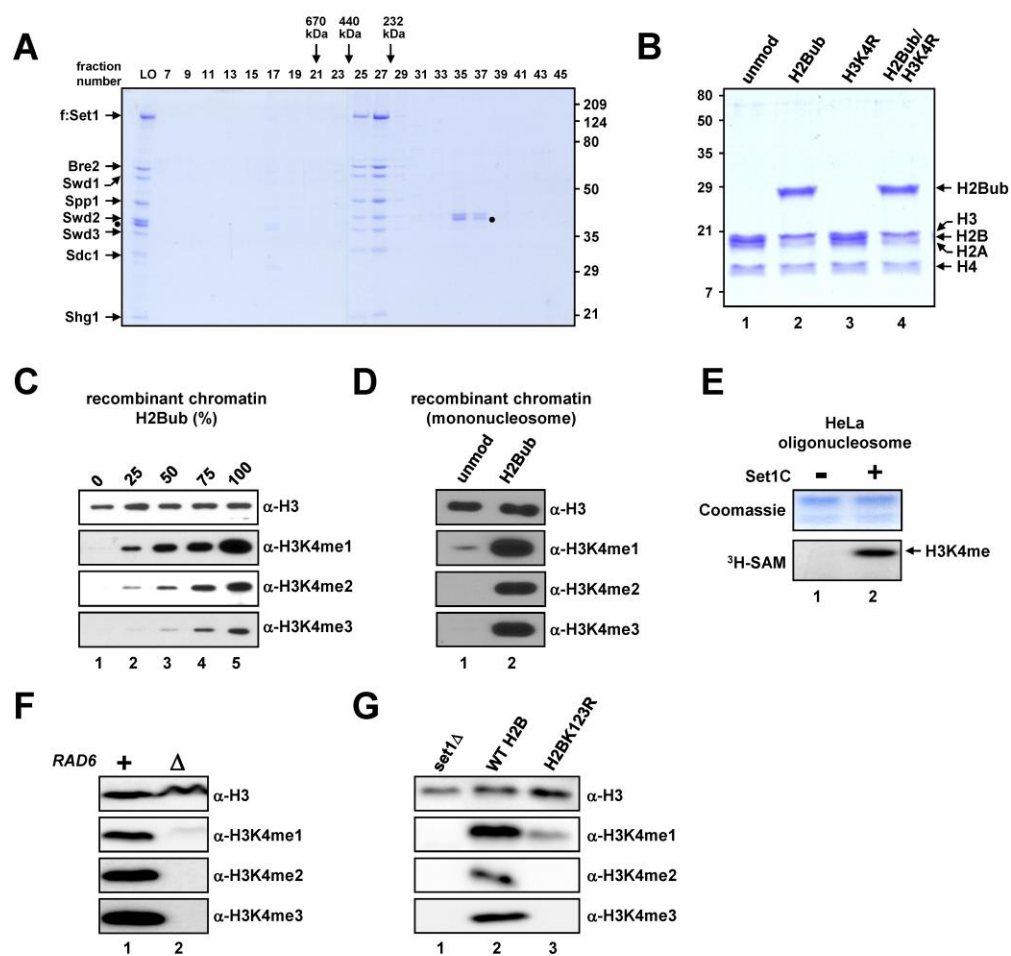 A
670 kDa
440 kDa
232 kDa
fraction number
LO 7 9 11 13 15 17 19 21 23 25 27 29 31 33 35 37 39 41 43 45
f:Set1
Bre2
Swd1
Spp1
Swd2
Swd3
Sdc1
Shg1
209
124
80
50
35
29
21
B
unmod
H2Bub
H3K4R
H2Bub/
H3K4R
80
50
35
29
21
7
H2Bub
H3
H2B
H2A
H4
1 2 3 4
C
recombinant chromatin
H2Bub (%)
0 25 50 75 100
α-H3
α-H3K4me1
α-H3K4me2
α-H3K4me3
1 2 3 4 5
D
recombinant chromatin
(mononucleosome)
unmod
H2Bub
α-H3
α-H3K4me1
α-H3K4me2
α-H3K4me3
1 2
E
HeLa
oligonucleosome
Set1C - +
Coomassie
³H-SAM
H3K4me
1 2
F
RAD6 + Δ
α-H3
α-H3K4me1
α-H3K4me2
α-H3K4me3
1 2
G
set1Δ
WT H2B
H2BK123R
α-H3
α-H3K4me1
α-H3K4me2
α-H3K4me3
1 2 3